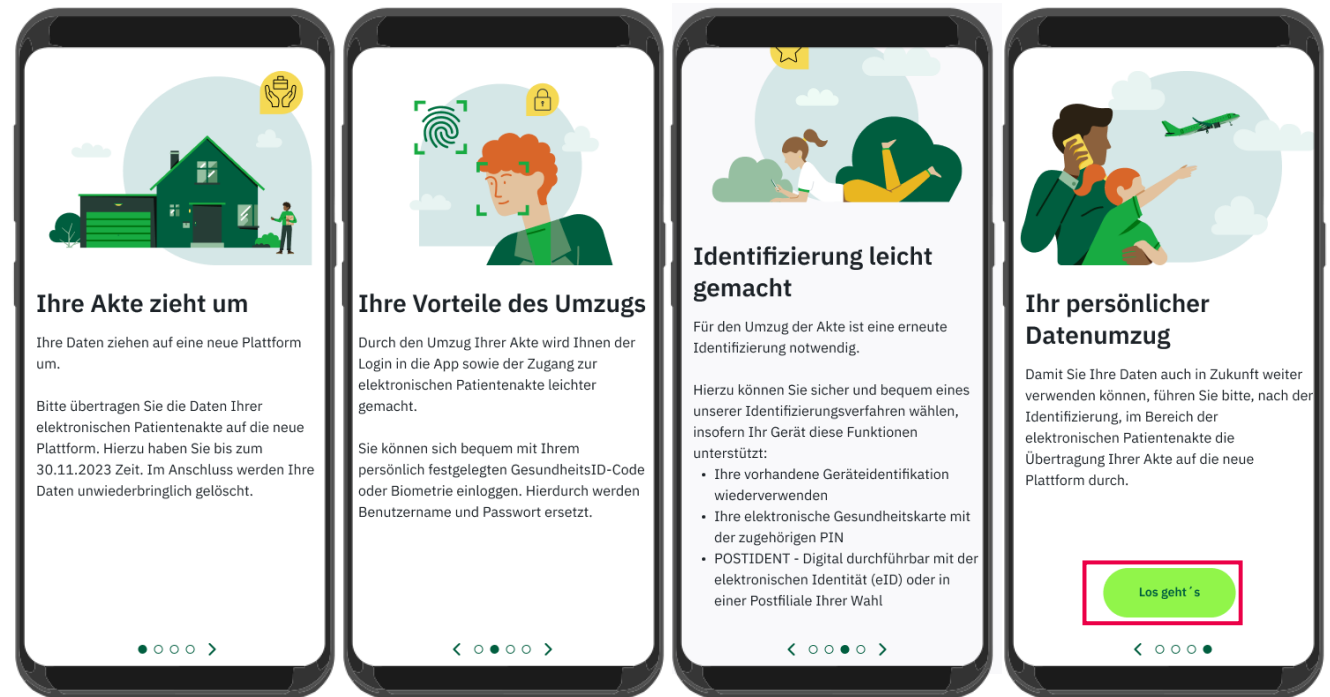 Ihre Akte zieht um
Ihre Daten ziehen auf eine neue Plattform
um.
Bitte übertragen Sie die Daten Ihrer
elektronischen Patientenakte auf die neue
Plattform. Hierzu haben Sie bis zum
30.11.2023 Zeit. Im Anschluss werden Ihre
Daten unwiederbringlich gelöscht.
Ihre Vorteile des Umzugs
Durch den Umzug Ihrer Akte wird Ihnen der
Login in die App sowie der Zugang zur
elektronischen Patientenakte leichter
gemacht.
Sie können sich bequem mit Ihrem
persönlich festgelegten GesundheitsID-Code
oder Biometrie einloggen. Hierdurch werden
Benutzername und Passwort ersetzt.
Identifizierung leicht
gemacht
Für den Umzug der Akte ist eine erneute
Identifizierung notwendig.
Hierzu können Sie sicher und bequem eines
unserer Identifizierungsverfahren wählen,
insofern Ihr Gerät diese Funktionen
unterstützt:
• Ihre vorhandene Geräteidentifikation
wiederverwenden
• Ihre elektronische Gesundheitskarte mit
der zugehörigen PIN
• POSTIDENT - Digital durchführbar mit der
elektronischen Identität (eID) oder in
einer Postfiliale Ihrer Wahl
Ihr persönlicher
Datenumzug
Damit Sie Ihre Daten auch in Zukunft weiter
verwenden können, führen Sie bitte, nach der
Identifizierung, im Bereich der
elektronischen Patientenakte die
Übertragung Ihrer Akte auf die neue
Plattform durch.
Los geht´s